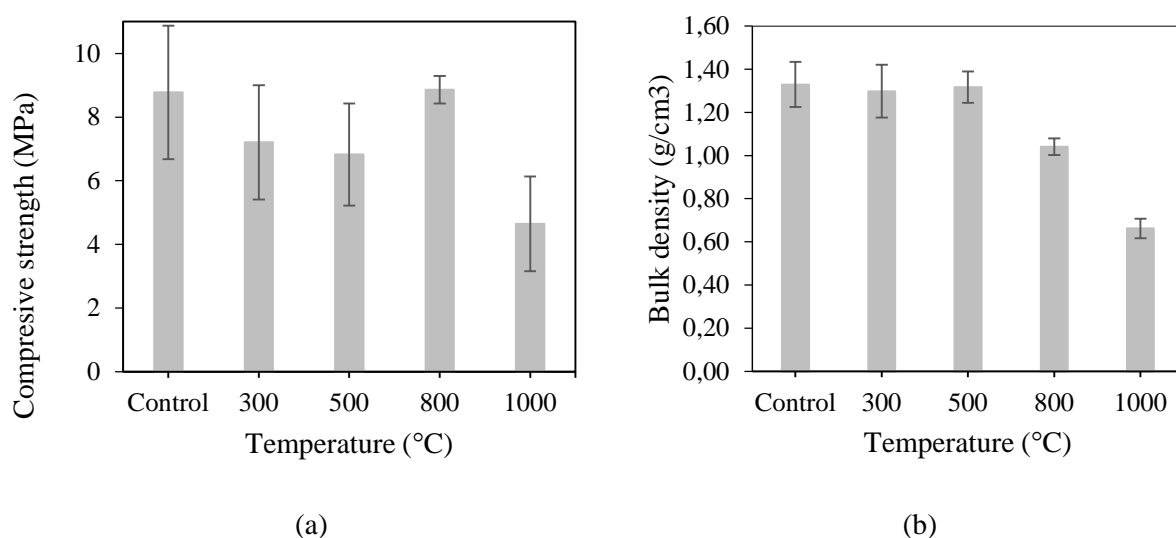 Compresive strength (MPa)
10
8
6
4
2
0
Control 300 500 800 1000
Temperature (°C)
(a)
Bulk density (g/cm3)
1,60
1,40
1,20
1,00
0,80
0,60
0,40
0,20
0,00
Control 300 500 800 1000
Temperature (°C)
(b)